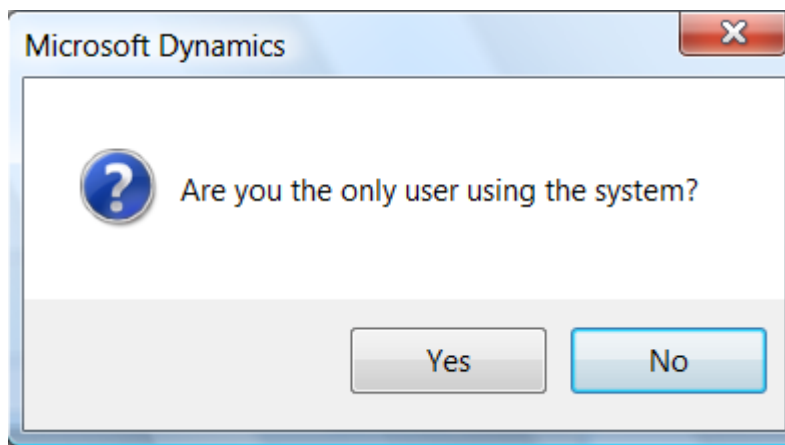 Microsoft Dynamics
Are you the only user using the system?
Yes No